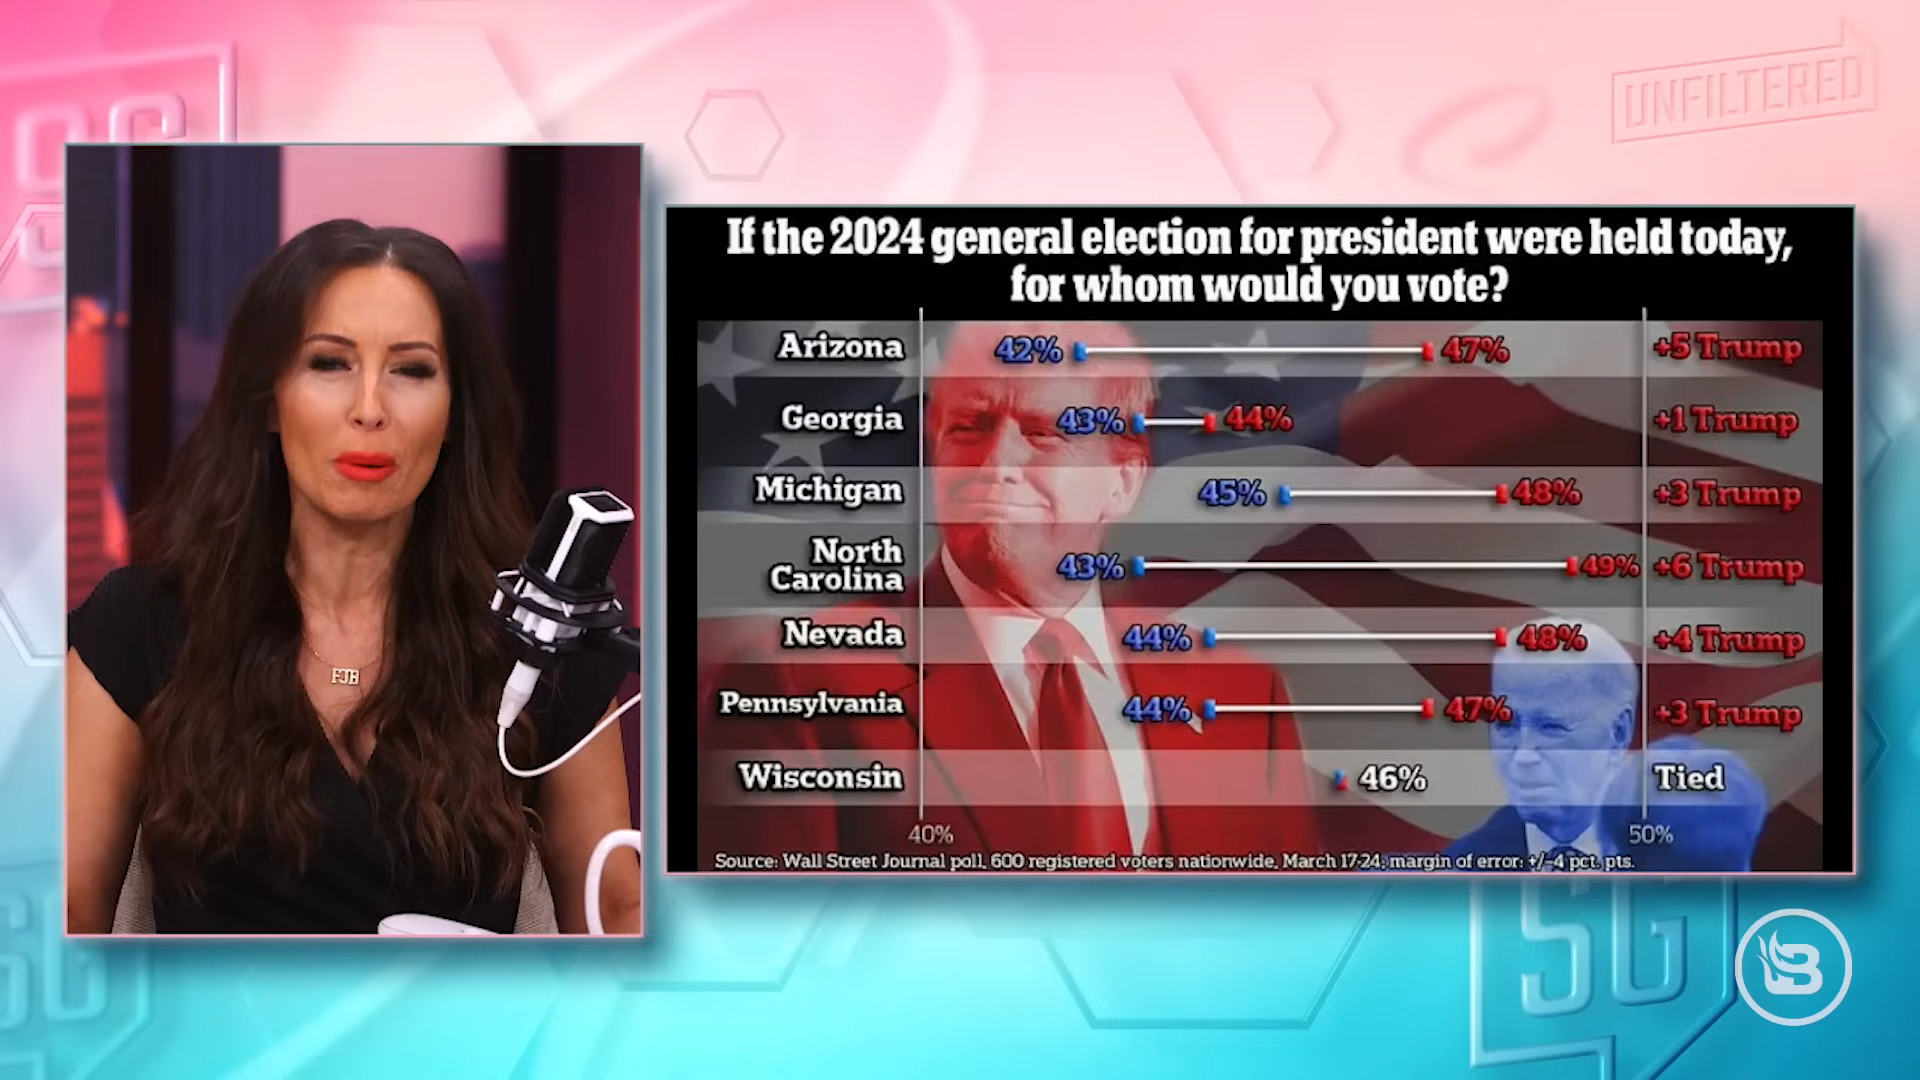 UNFILTERED
SG
If the 2024 general election for president were held today,
for whom would you vote?
Arizona 42% 47% +5 Trump
Georgia 43% 44% +1 Trump
Michigan 45% 48% +3 Trump
North
Carolina 43% 49% +6 Trump
Nevada 44% 48% +4 Trump
Pennsylvania 44% 47% +3 Trump
Wisconsin 46% Tied
40% 50%
Source: Wall Street Journal poll, 600 registered voters nationwide, March 17-24; margin of error: +/-4 pct. pts.
FJB
SG
SG
B